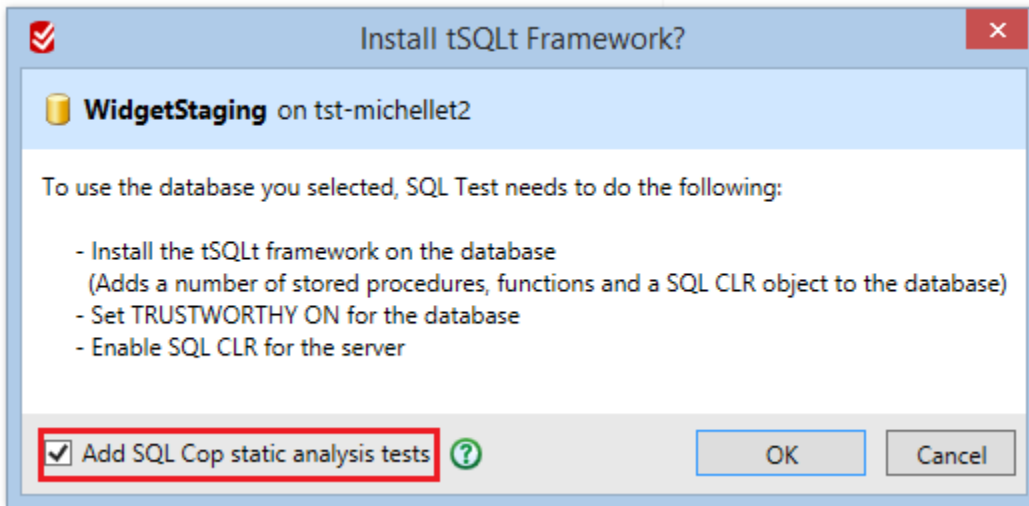 Install tSQLt Framework?
WidgetStaging on tst-michellet2
To use the database you selected, SQL Test needs to do the following:
- Install the tSQLt framework on the database
(Adds a number of stored procedures, functions and a SQL CLR object to the database)
- Set TRUSTWORTHY ON for the database
- Enable SQL CLR for the server
Add SQL Cop static analysis tests
OK
Cancel